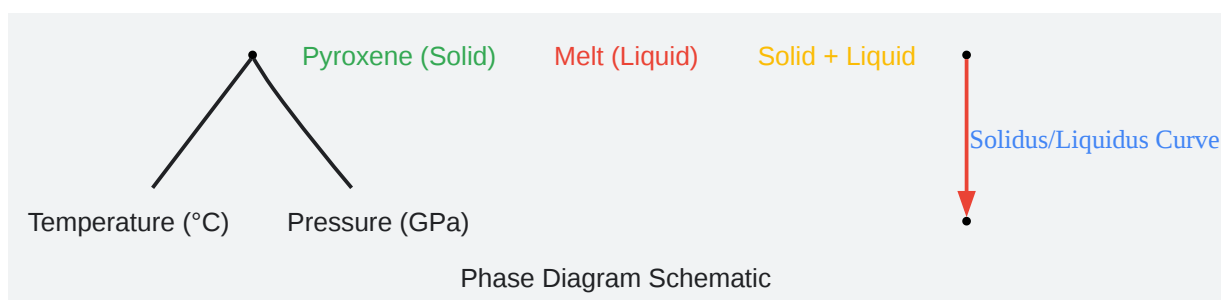 Pyroxene (Solid)
Melt (Liquid)
Solid + Liquid
Solidus/Liquidus Curve
Temperature (°C)
Pressure (GPa)
Phase Diagram Schematic